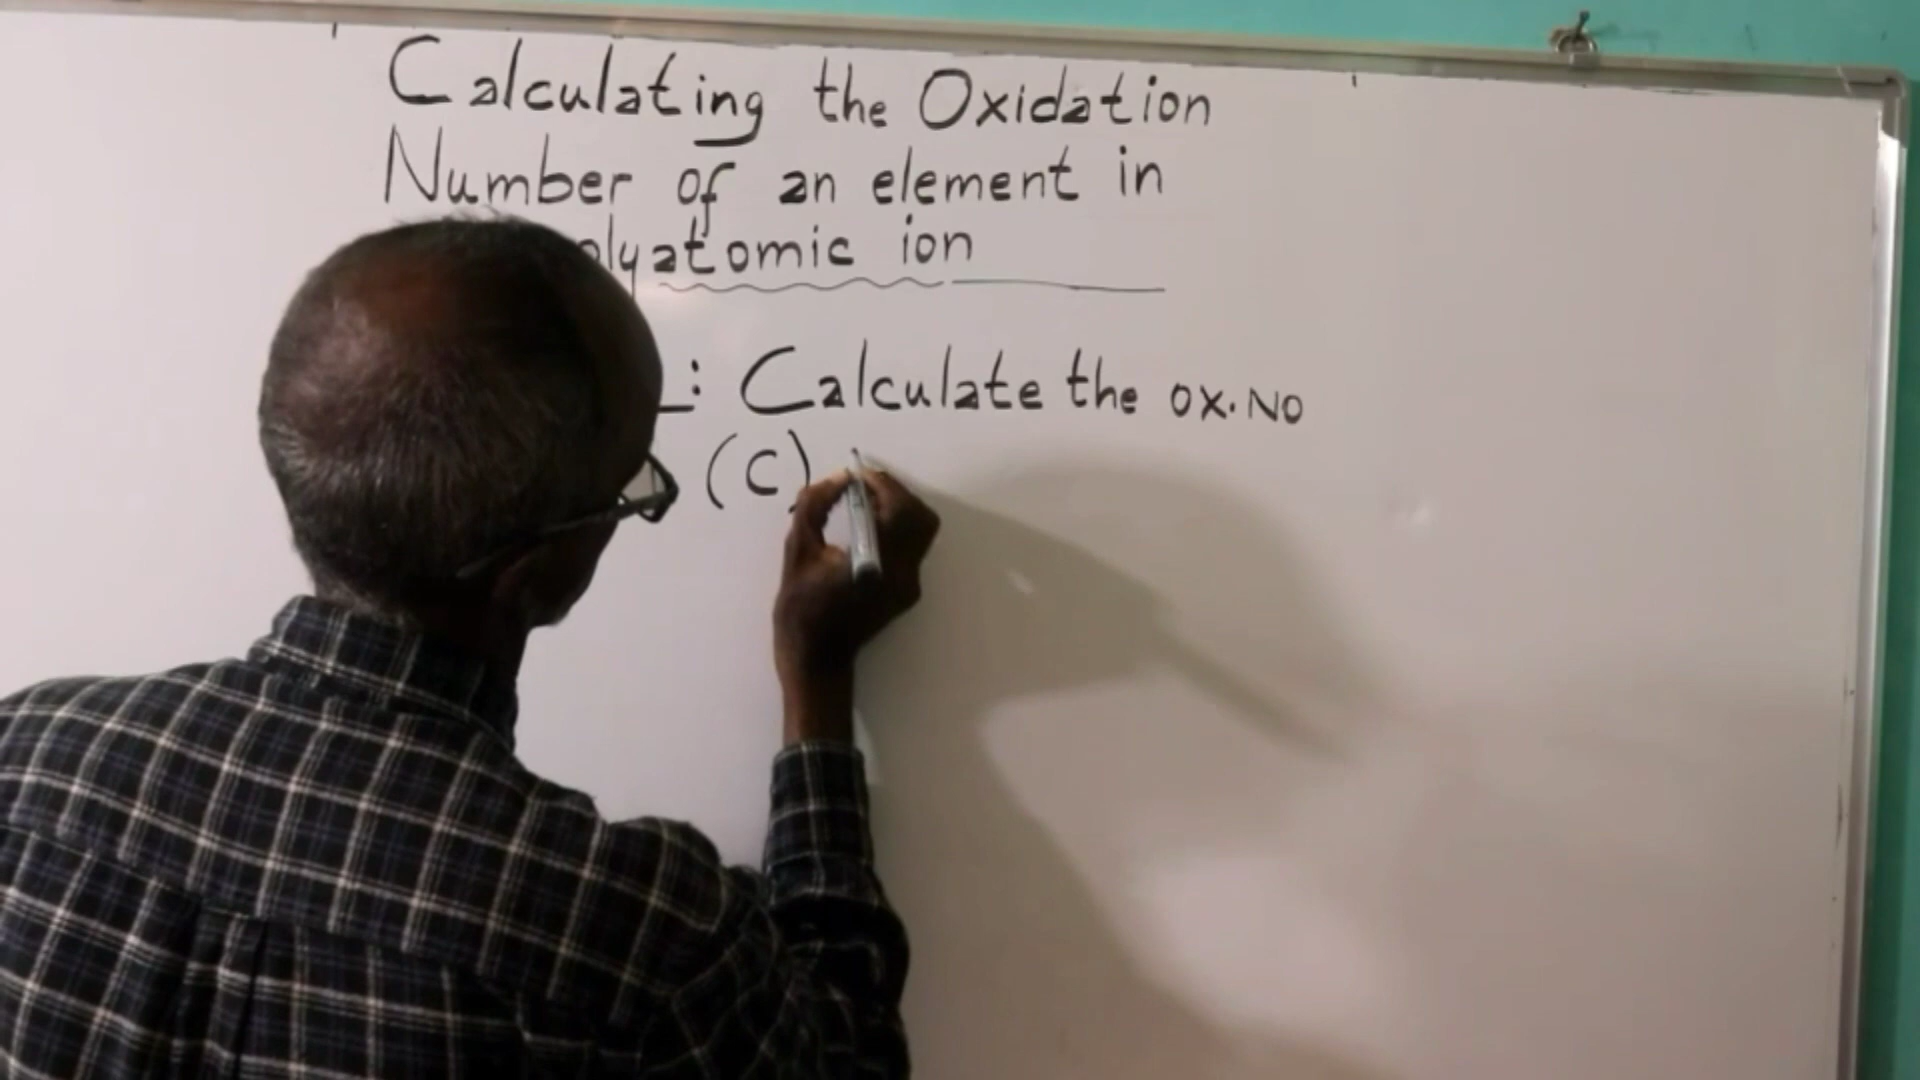 Calculating the Oxidation
Number of an element in
olyatomic ion
: Calculate the OX.NO
(C)